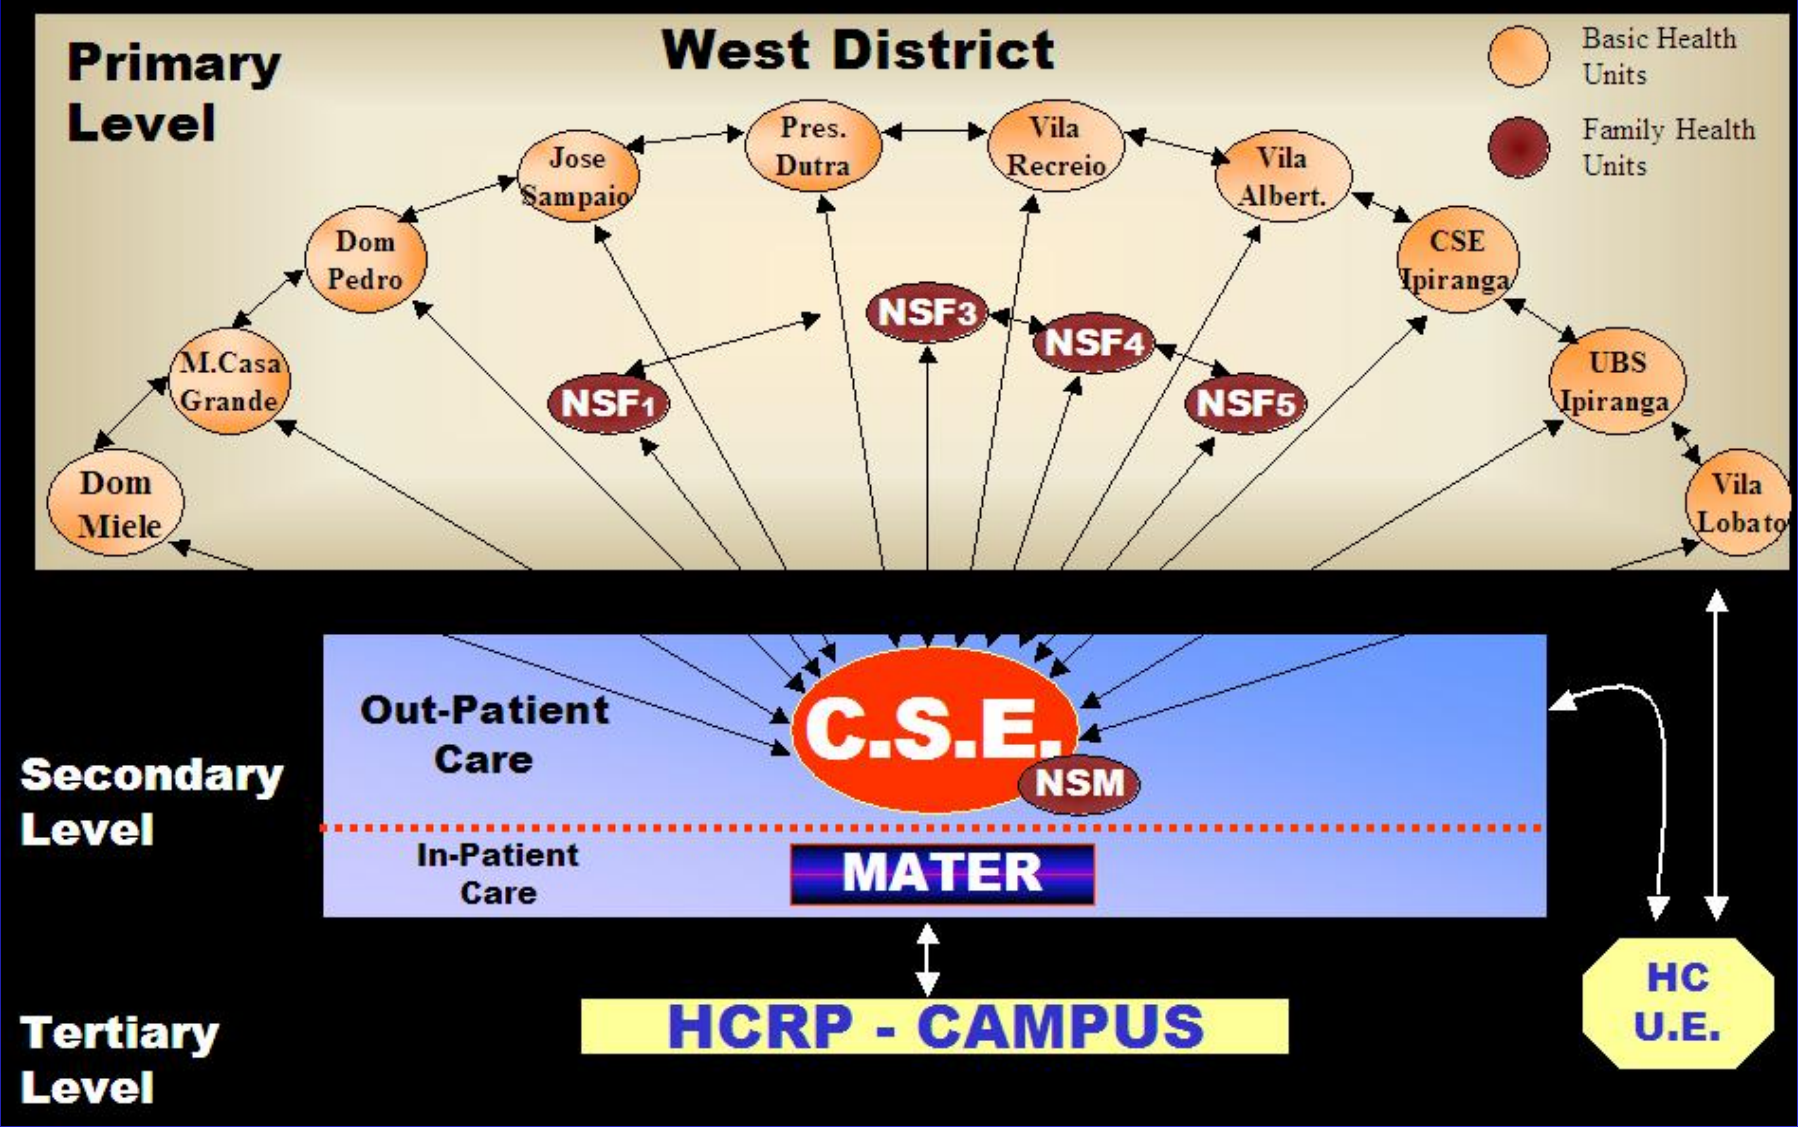 Primary
Level
West District
Basic Health
Units
Family Health
Units
Pres.
Dutra
Vila
Recreio
Jose
Sampaio
Vila
Albert.
Dom
Pedro
CSE
Ipiranga
NSF3
NSF4
M.Casa
Grande
NSF1
NSF5
UBS
Ipiranga
Dom
Miele
Vila
Lobato
Out-Patient
Care
C.S.E.
NSM
Secondary
Level
In-Patient
Care
MATER
HC
U.E.
HCRP - CAMPUS
Tertiary
Level